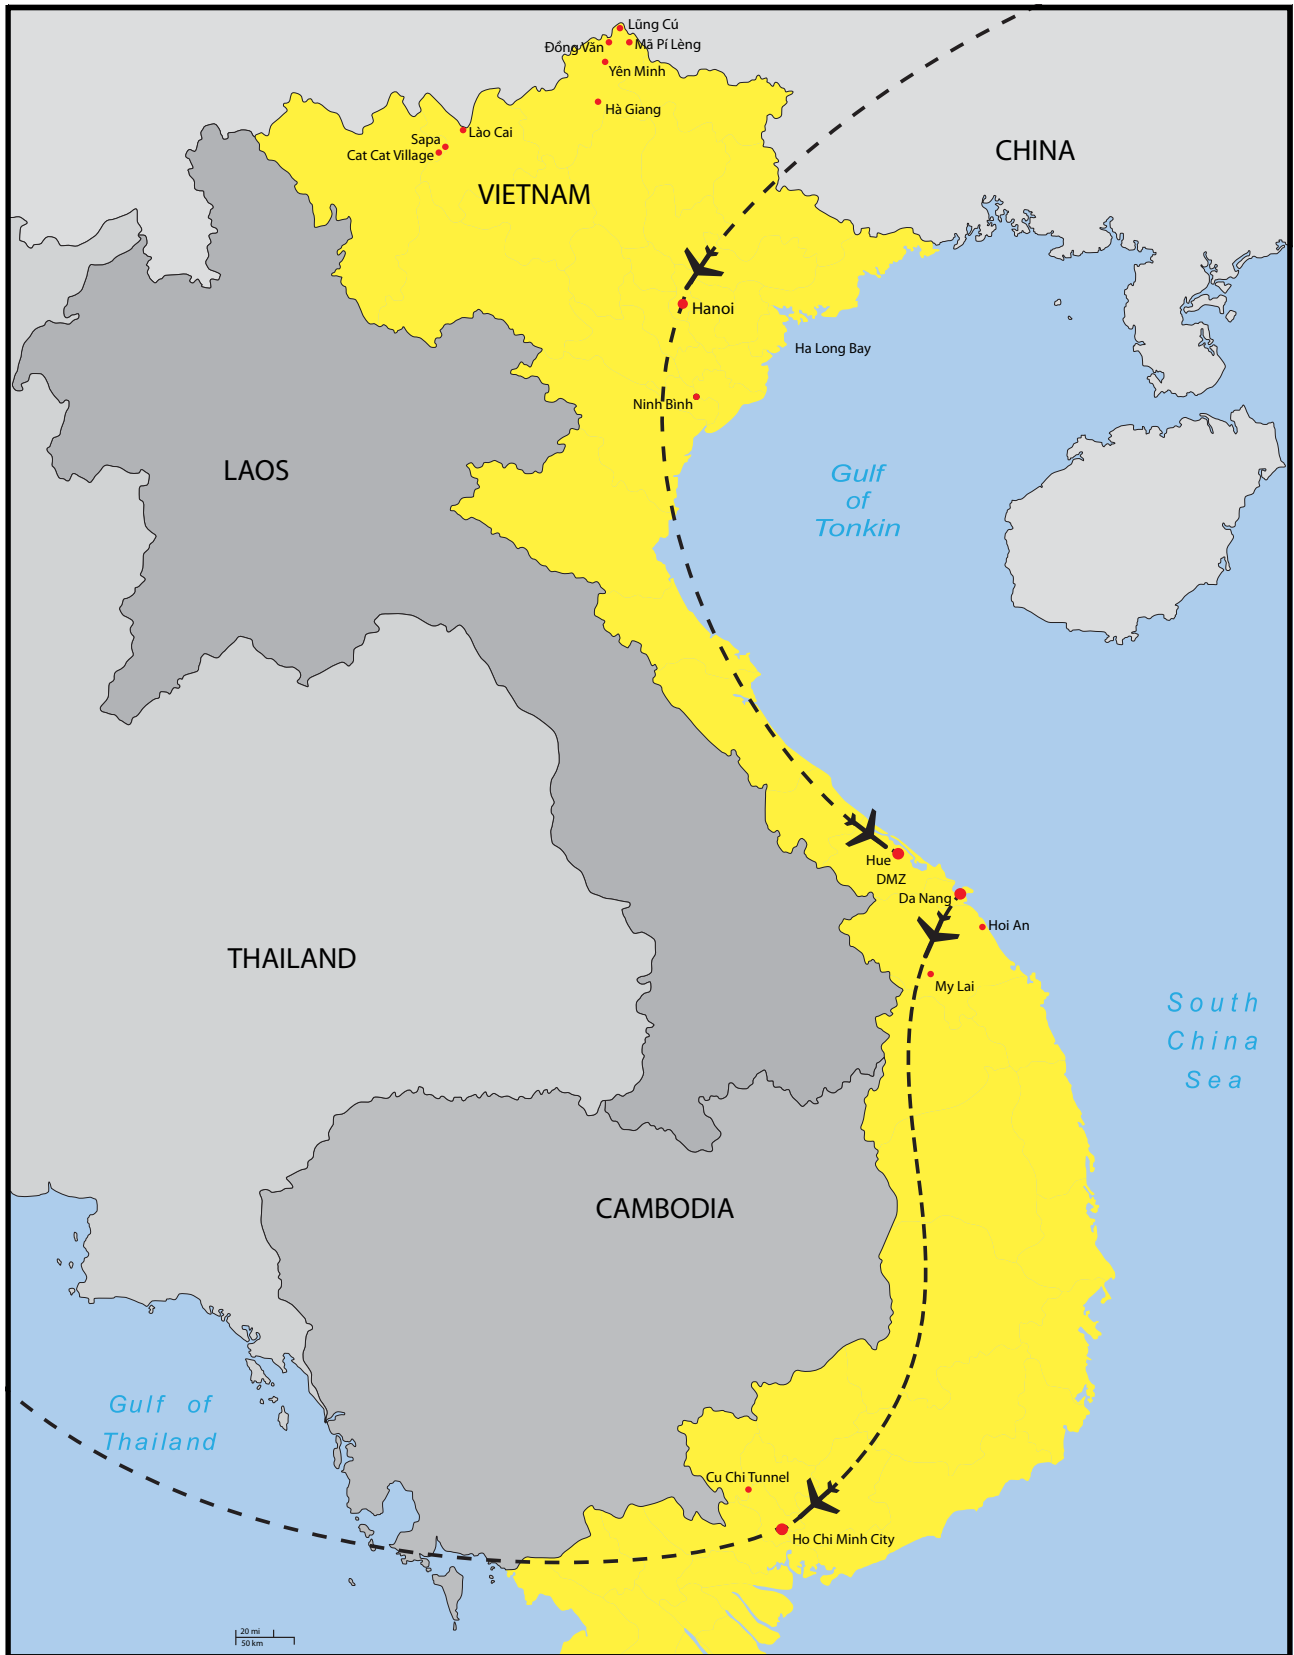 Lũng Cú
Đồng Văn
Mã Pí Lèng
Yên Minh
Hà Giang
Lào Cai
Sapa
Cat Cat Village
CHINA
VIETNAM
Hanoi
Ha Long Bay
Ninh Bình
LAOS
Gulf
of
Tonkin
Hue
DMZ
Da Nang
Hoi An
THAILAND
My Lai
South
China
Sea
CAMBODIA
Gulf of
Thailand
Cu Chi Tunnel
Ho Chi Minh City
20 mi
50 km